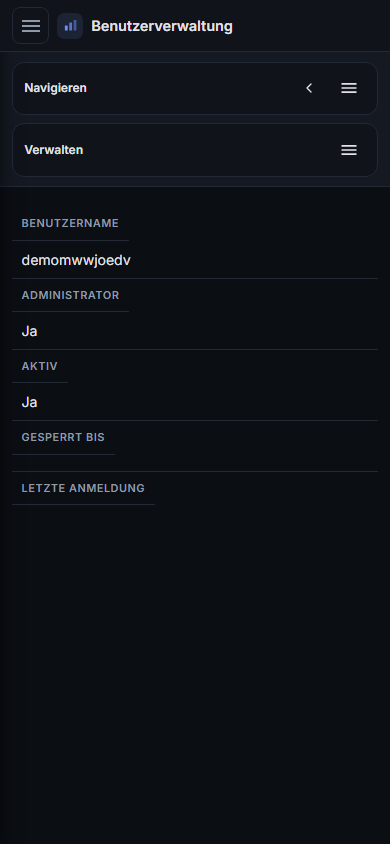 Benutzerverwaltung
Navigieren
Verwalten
BENUTZERNAME
demomwwjoedv
ADMINISTRATOR
Ja
AKTIV
Ja
GESPERRT BIS
LETZTE ANMELDUNG